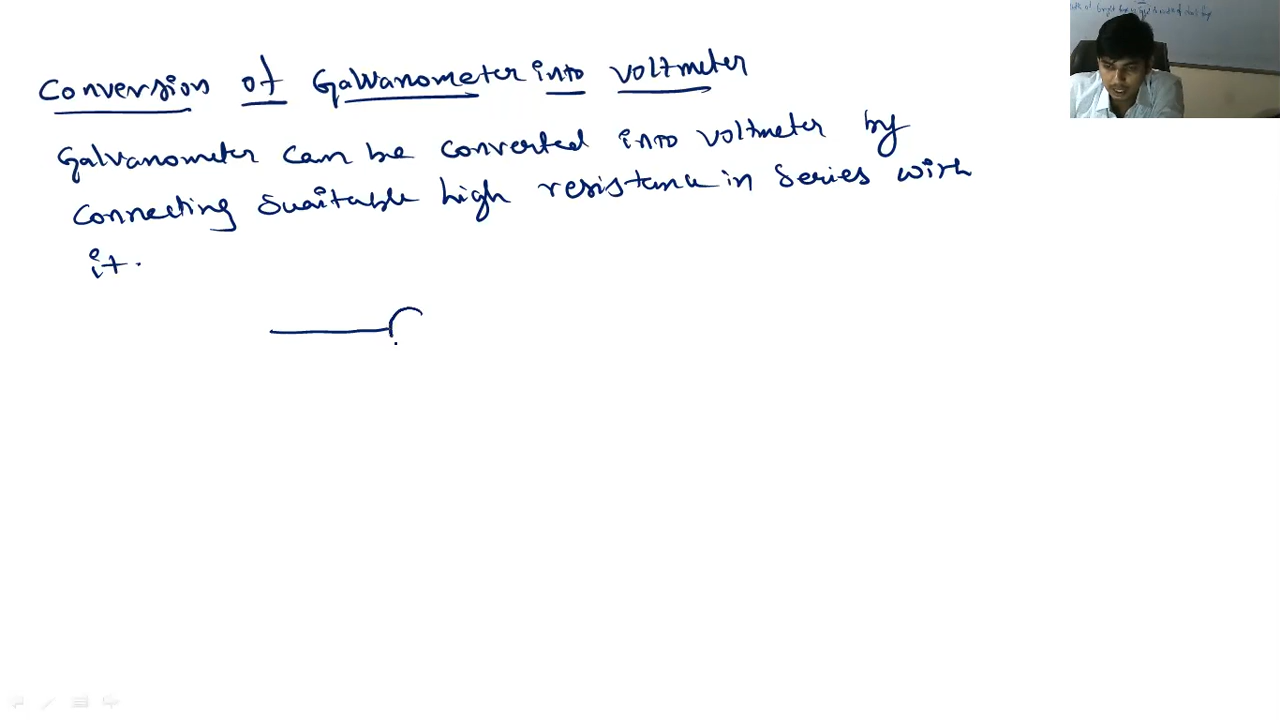 Conversion of Galvanometer into voltmeter
Galvanometer can be converted into voltmeter by
connecting suaitable high resistance in series with
it.